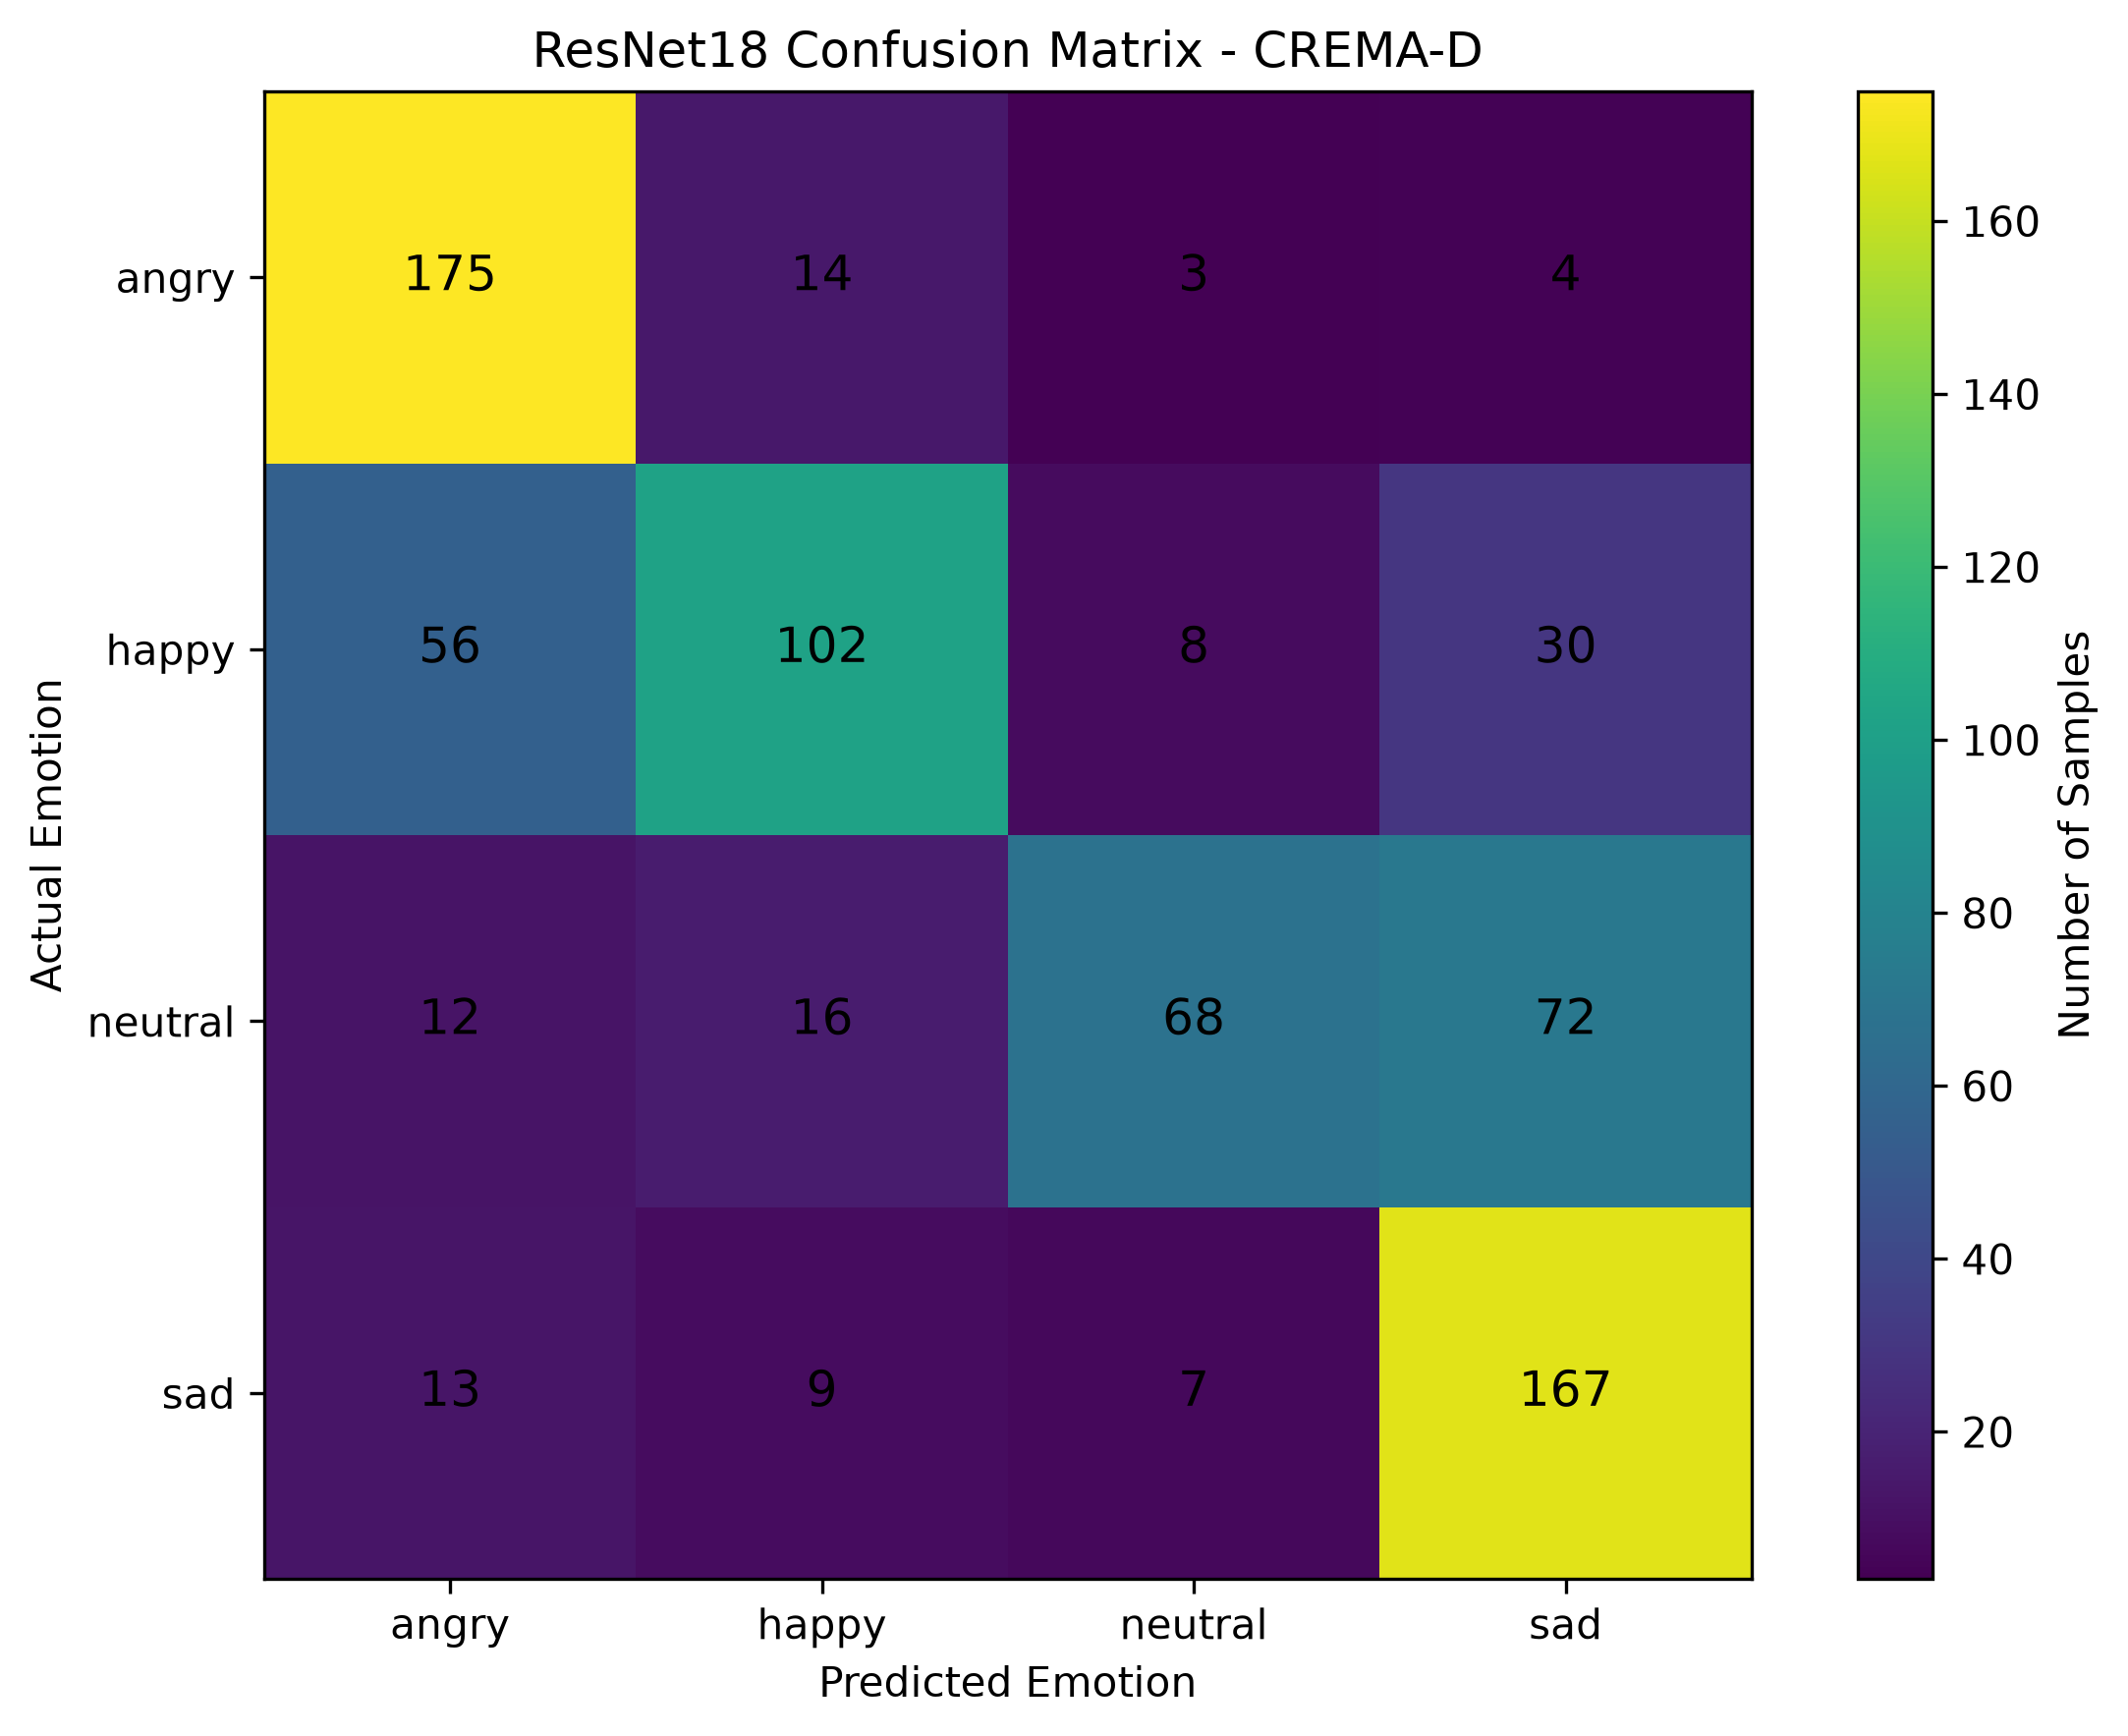 ResNet18 Confusion Matrix - CREMA-D
angry 175 14 3 4
happy 56 102 8 30
neutral 12 16 68 72
sad 13 9 7 167
angry happy neutral sad
Predicted Emotion
Actual Emotion
160
140
120
100
80
60
40
20
Number of Samples